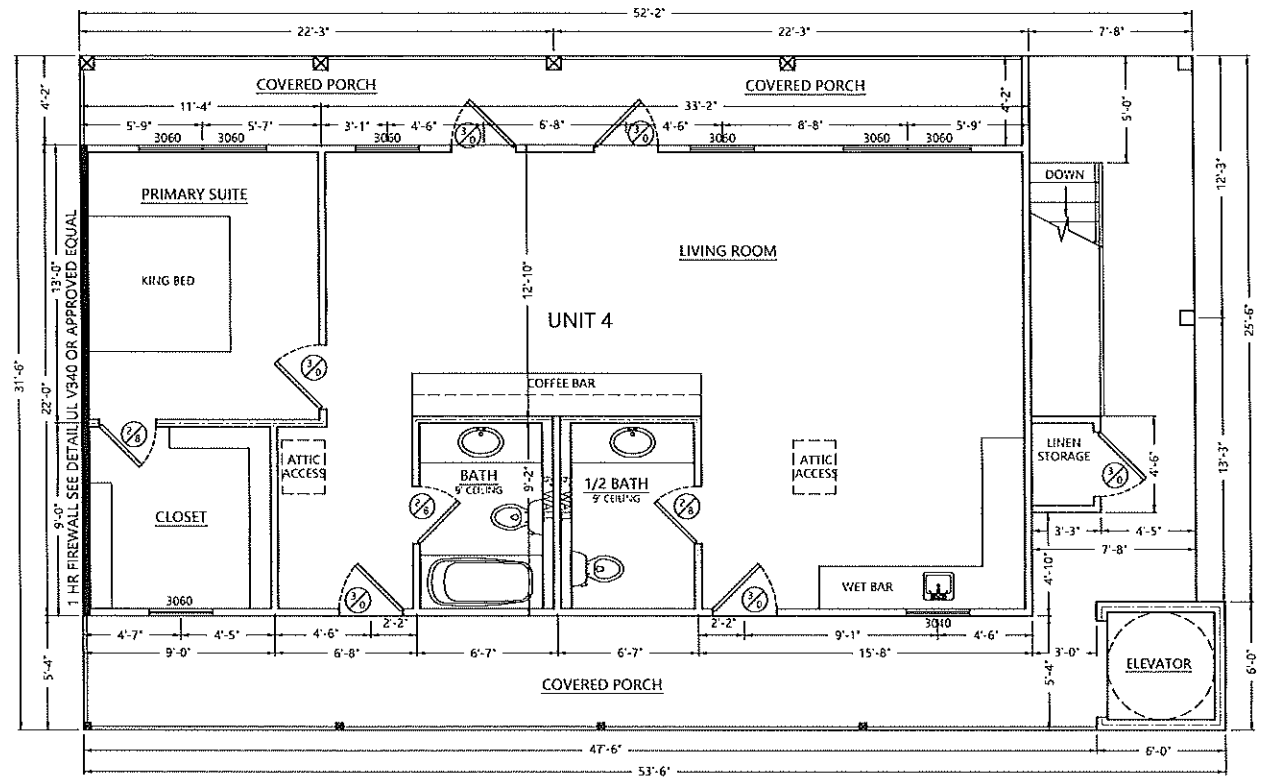 52'-2"
22'-3" 22'-3" 7'-8"
COVERED PORCH COVERED PORCH
4'-2" 11'-4" 33'-2" 4'-2" 5'-0"
5'-9" 5'-7" 3'-1" 4'-6" 3/0 6'-8" 3/0 4'-6" 8'-8" 5'-9"
3060 3060 3060 3060 3060 3060
12'-3"
DOWN
PRIMARY SUITE
LIVING ROOM
KING BED
12'-10"
UNIT 4
1 HR FIREWALL SEE DETAIL UL V340 OR APPROVED EQUAL
13'-0"
31'-6"
22'-0"
25'-6"
3/0
COFFEE BAR
2/8
ATTIC
ACCESS
BATH
9' CEILING
9'-2"
1/2 BATH
9' CEILING
ATTIC
ACCESS
LINEN
STORAGE
4'-6"
13'-3"
3/0
CLOSET
9'-0"
2/6
2/8
3'-3" 4'-5"
7'-8"
4'-10"
3060
3/0
3/0
WET BAR
3040
4'-7" 4'-5" 4'-6" 2'-2" 2'-2" 9'-1" 4'-6"
9'-0" 6'-8" 6'-7" 6'-7" 15'-8" 3'-0"
5'-4"
5'-4"
ELEVATOR
6'-0"
COVERED PORCH
47'-6" 6'-0"
53'-6"